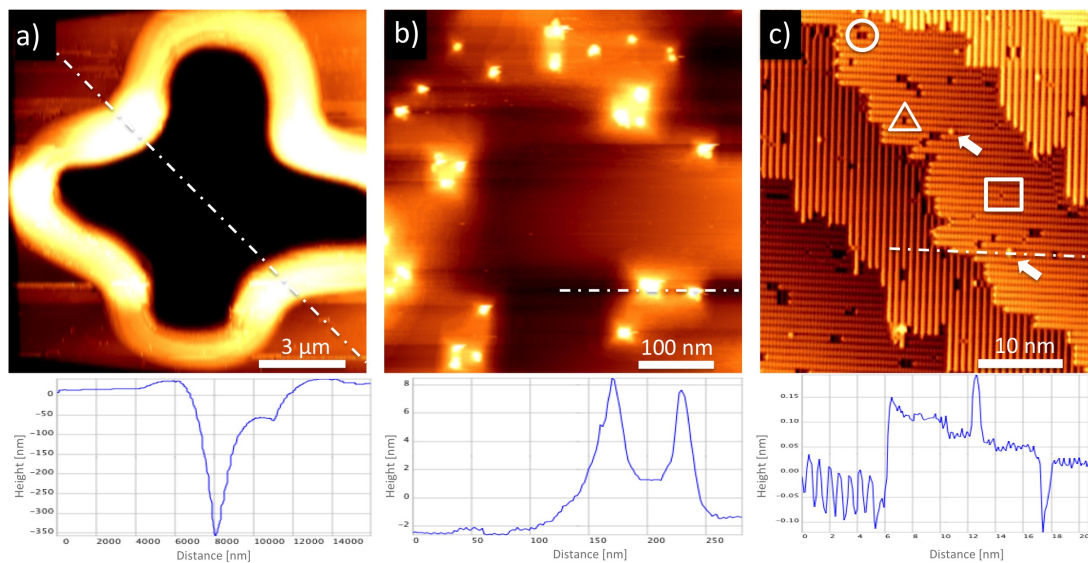 a)
b)
c)
3 μm
100 nm
10 nm
Height [nm]
0
−50
−100
−150
−200
−250
−300
−350
0 2000 4000 6000 8000 10000 12000 14000
Distance [nm]
Height [nm]
8
6
4
2
0
−2
0 50 100 150 200 250
Distance [nm]
Height [nm]
0.15
0.10
0.05
0.00
−0.05
−0.10
0 2 4 6 8 10 12 14 16 18 20
Distance [nm]